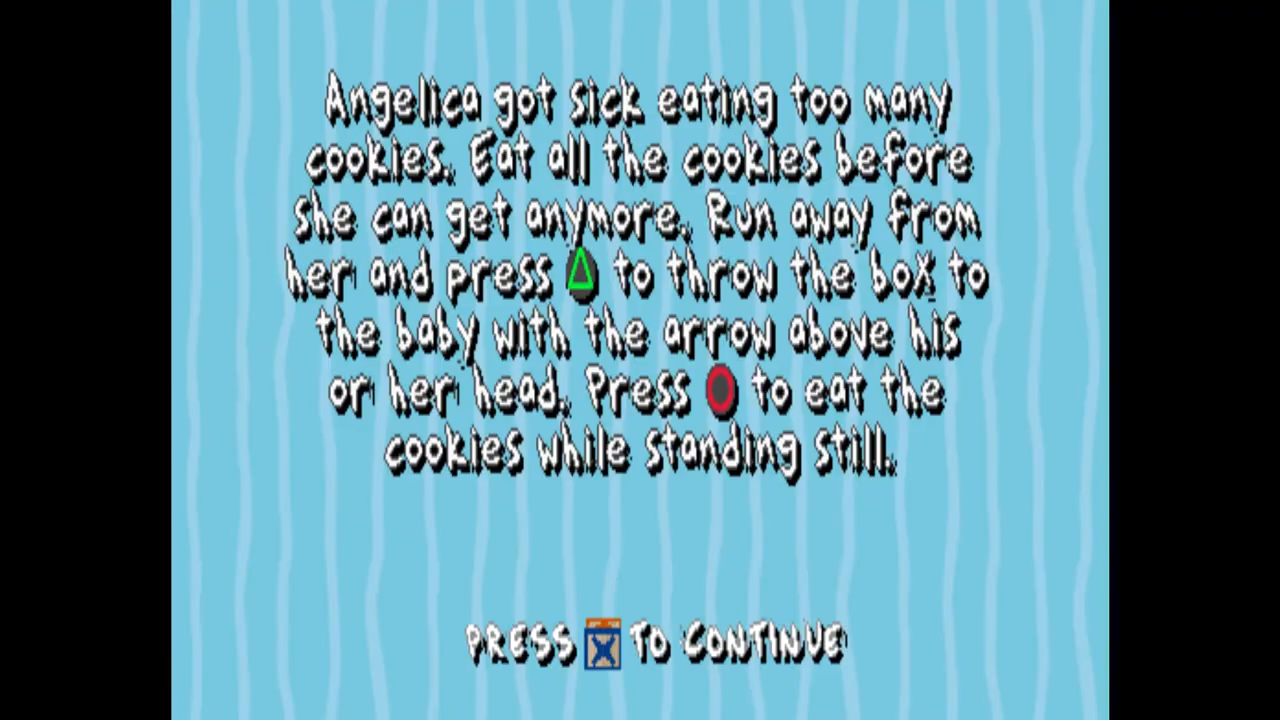 Angelica got sick eating too many
cookies. Eat all the cookies before
she can get anymore. Run away from
her and press △ to throw the box to
the baby with the arrow above his
or her head. Press ○ to eat the
cookies while standing still.
PRESS X TO CONTINUE